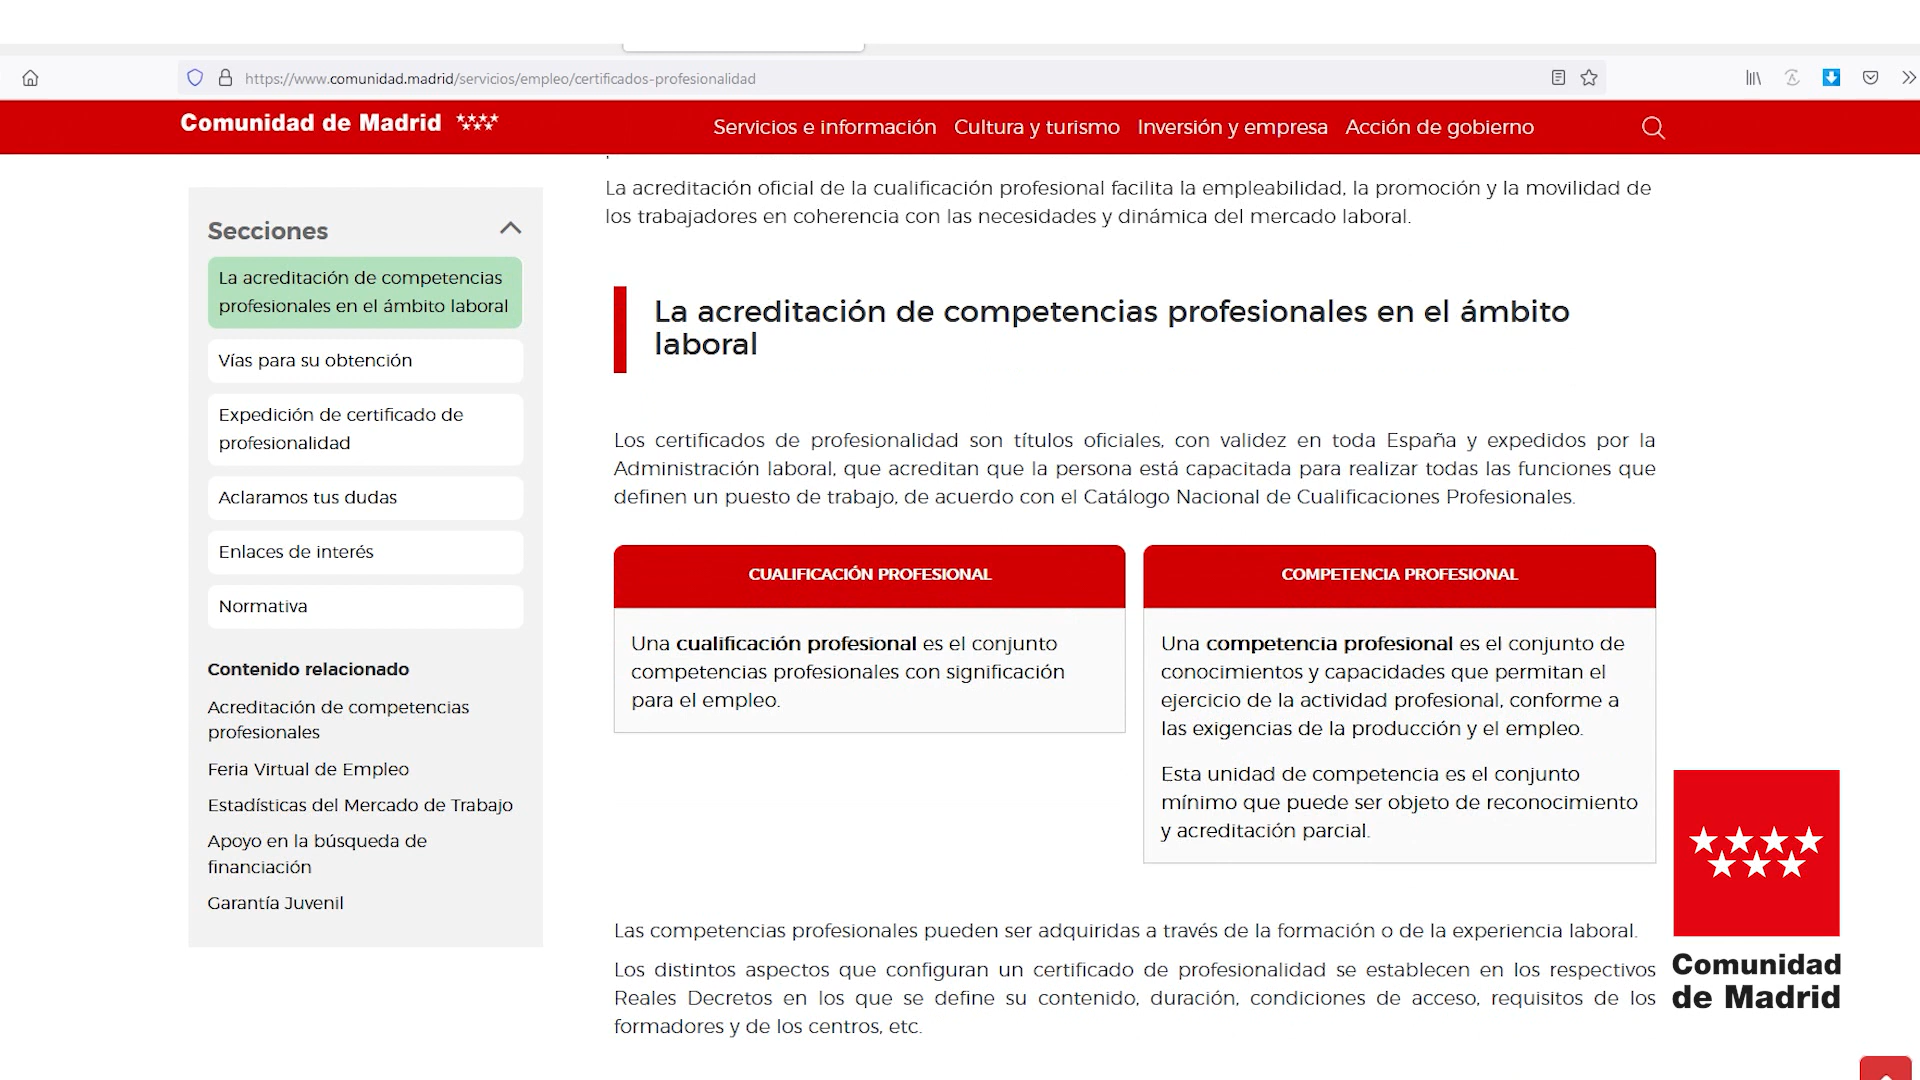 https://www.comunidad.madrid/servicios/empleo/certificados-profesionalidad
Comunidad de Madrid
Servicios e información Cultura y turismo Inversión y empresa Acción de gobierno
Secciones
La acreditación de competencias
profesionales en el ámbito laboral
Vías para su obtención
Expedición de certificado de
profesionalidad
Aclaramos tus dudas
Enlaces de interés
Normativa
Contenido relacionado
Acreditación de competencias
profesionales
Feria Virtual de Empleo
Estadísticas del Mercado de Trabajo
Apoyo en la búsqueda de
financiación
Garantía Juvenil
La acreditación oficial de la cualificación profesional facilita la empleabilidad, la promoción y la movilidad de
los trabajadores en coherencia con las necesidades y dinámica del mercado laboral.
La acreditación de competencias profesionales en el ámbito
laboral
Los certificados de profesionalidad son títulos oficiales, con validez en toda España y expedidos por la
Administración laboral, que acreditan que la persona está capacitada para realizar todas las funciones que
definen un puesto de trabajo, de acuerdo con el Catálogo Nacional de Cualificaciones Profesionales.
CUALIFICACIÓN PROFESIONAL
Una cualificación profesional es el conjunto
competencias profesionales con significación
para el empleo.
COMPETENCIA PROFESIONAL
Una competencia profesional es el conjunto de
conocimientos y capacidades que permitan el
ejercicio de la actividad profesional, conforme a
las exigencias de la producción y el empleo.
Esta unidad de competencia es el conjunto
mínimo que puede ser objeto de reconocimiento
y acreditación parcial.
Las competencias profesionales pueden ser adquiridas a través de la formación o de la experiencia laboral.
Los distintos aspectos que configuran un certificado de profesionalidad se establecen en los respectivos
Reales Decretos en los que se define su contenido, duración, condiciones de acceso, requisitos de los
formadores y de los centros, etc.
Comunidad
de Madrid